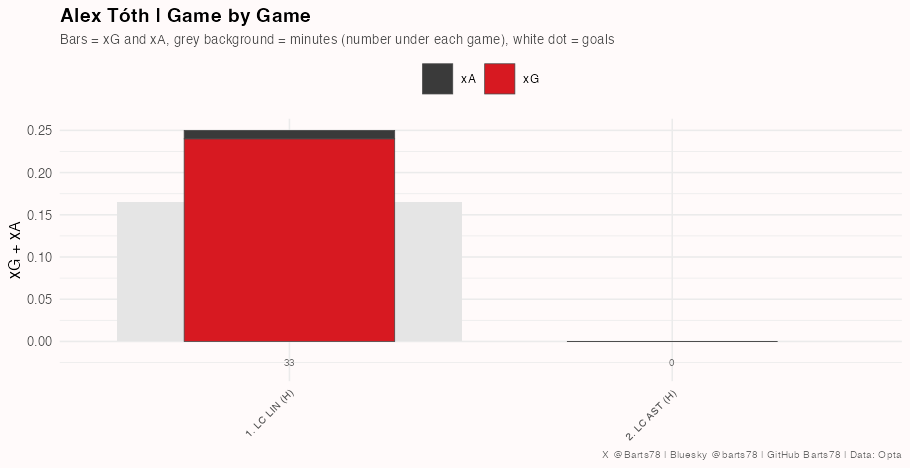 Alex Tóth | Game by Game
Bars = xG and xA, grey background = minutes (number under each game), white dot = goals
xA xG
xG + xA
0.25
0.20
0.15
0.10
0.05
0.00
33 0
1. LC LIN (H) 2. LC AST (H)
X @Barts78 | Bluesky @barts78 | GitHub Barts78 | Data: Opta